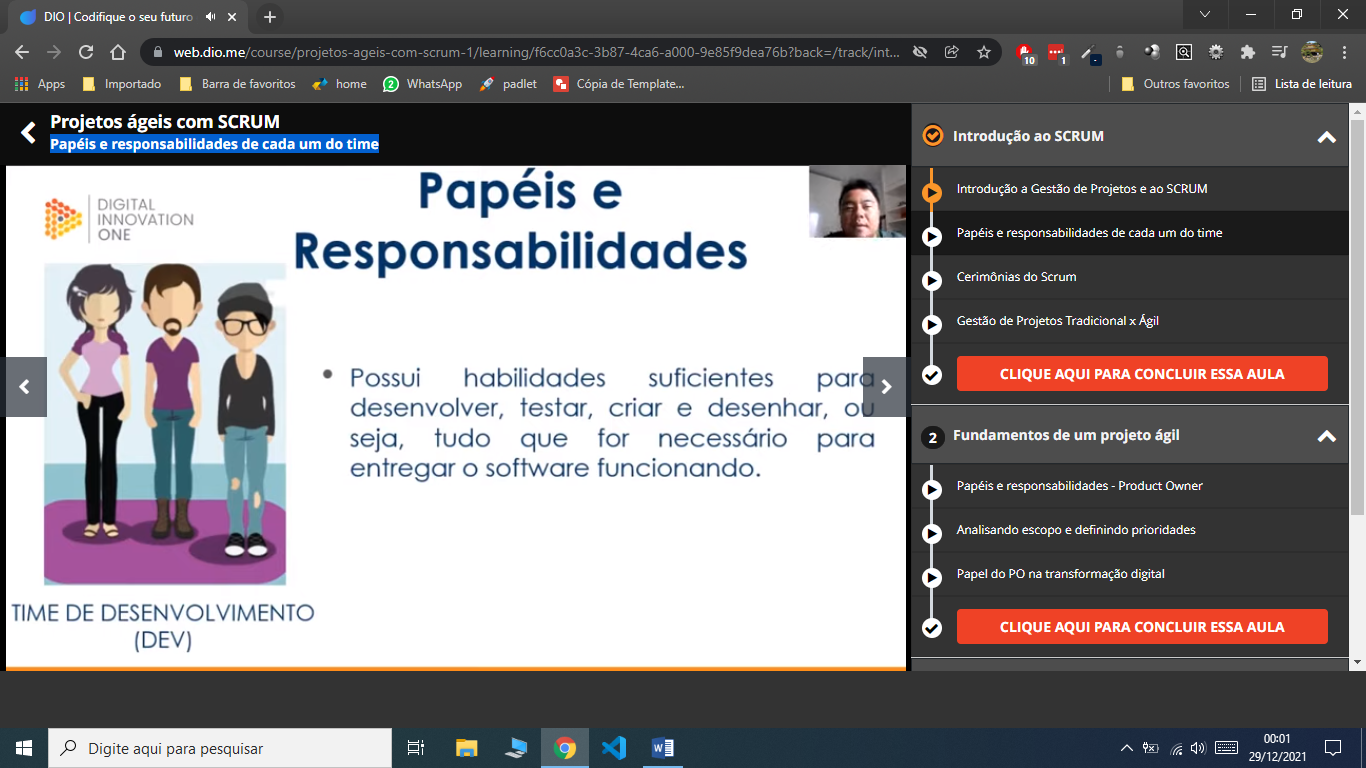 DIO | Codifique o seu futuro
web.dio.me/course/projetos-ageis-com-scrum-1/learning/f6cc0a3c-3b87-4ca6-a000-9e85f9dea76b?back=/track/int...
10
1
-
Apps
Importado
Barra de favoritos
home
2
WhatsApp
padlet
Cópia de Template...
Outros favoritos
Lista de leitura
Projetos ágeis com SCRUM
Papéis e responsabilidades de cada um do time
DIGITAL
INNOVATION
ONE
Papéis e
Responsabilidades
• Possui habilidades suficientes para
desenvolver, testar, criar e desenhar, ou
seja, tudo que for necessário para
entregar o software funcionando.
TIME DE DESENVOLVIMENTO
(DEV)
Introdução ao SCRUM
Introdução a Gestão de Projetos e ao SCRUM
Papéis e responsabilidades de cada um do time
Cerimônias do Scrum
Gestão de Projetos Tradicional x Ágil
CLIQUE AQUI PARA CONCLUIR ESSA AULA
2 Fundamentos de um projeto ágil
Papéis e responsabilidades - Product Owner
Analisando escopo e definindo prioridades
Papel do PO na transformação digital
CLIQUE AQUI PARA CONCLUIR ESSA AULA
Digite aqui para pesquisar
00:01
29/12/2021